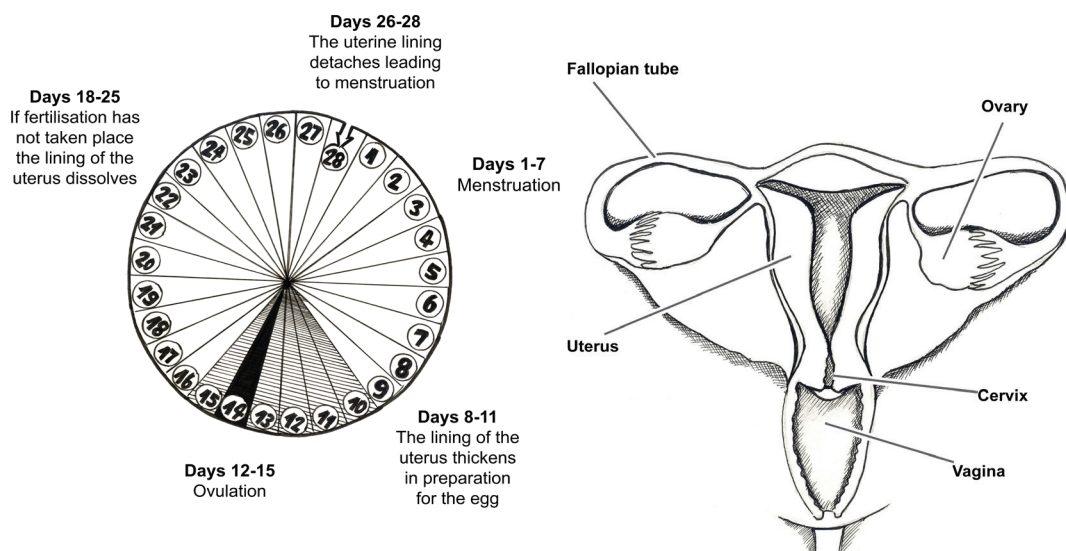 Days 26-28
The uterine lining
detaches leading
to menstruation
Days 18-25
If fertilisation has
not taken place
the lining of the
uterus dissolves
Days 1-7
Menstruation
Days 8-11
The lining of the
uterus thickens
in preparation
for the egg
Days 12-15
Ovulation
1
2
3
4
5
6
7
8
9
10
11
12
13
14
15
16
17
18
19
20
21
22
23
24
25
26
27
28
Fallopian tube
Ovary
Uterus
Cervix
Vagina